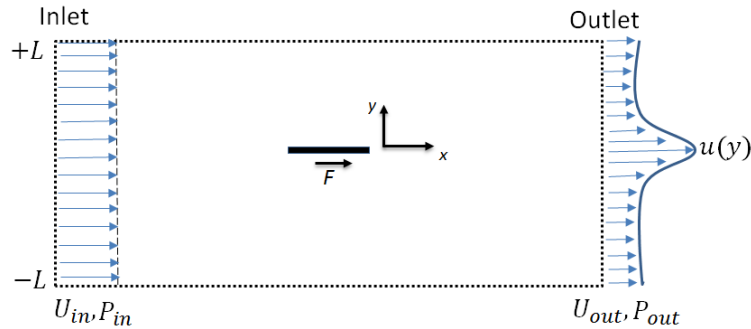 Inlet
Outlet
+L
y
x
F
u(y)
−L
U_in, P_in
U_out, P_out